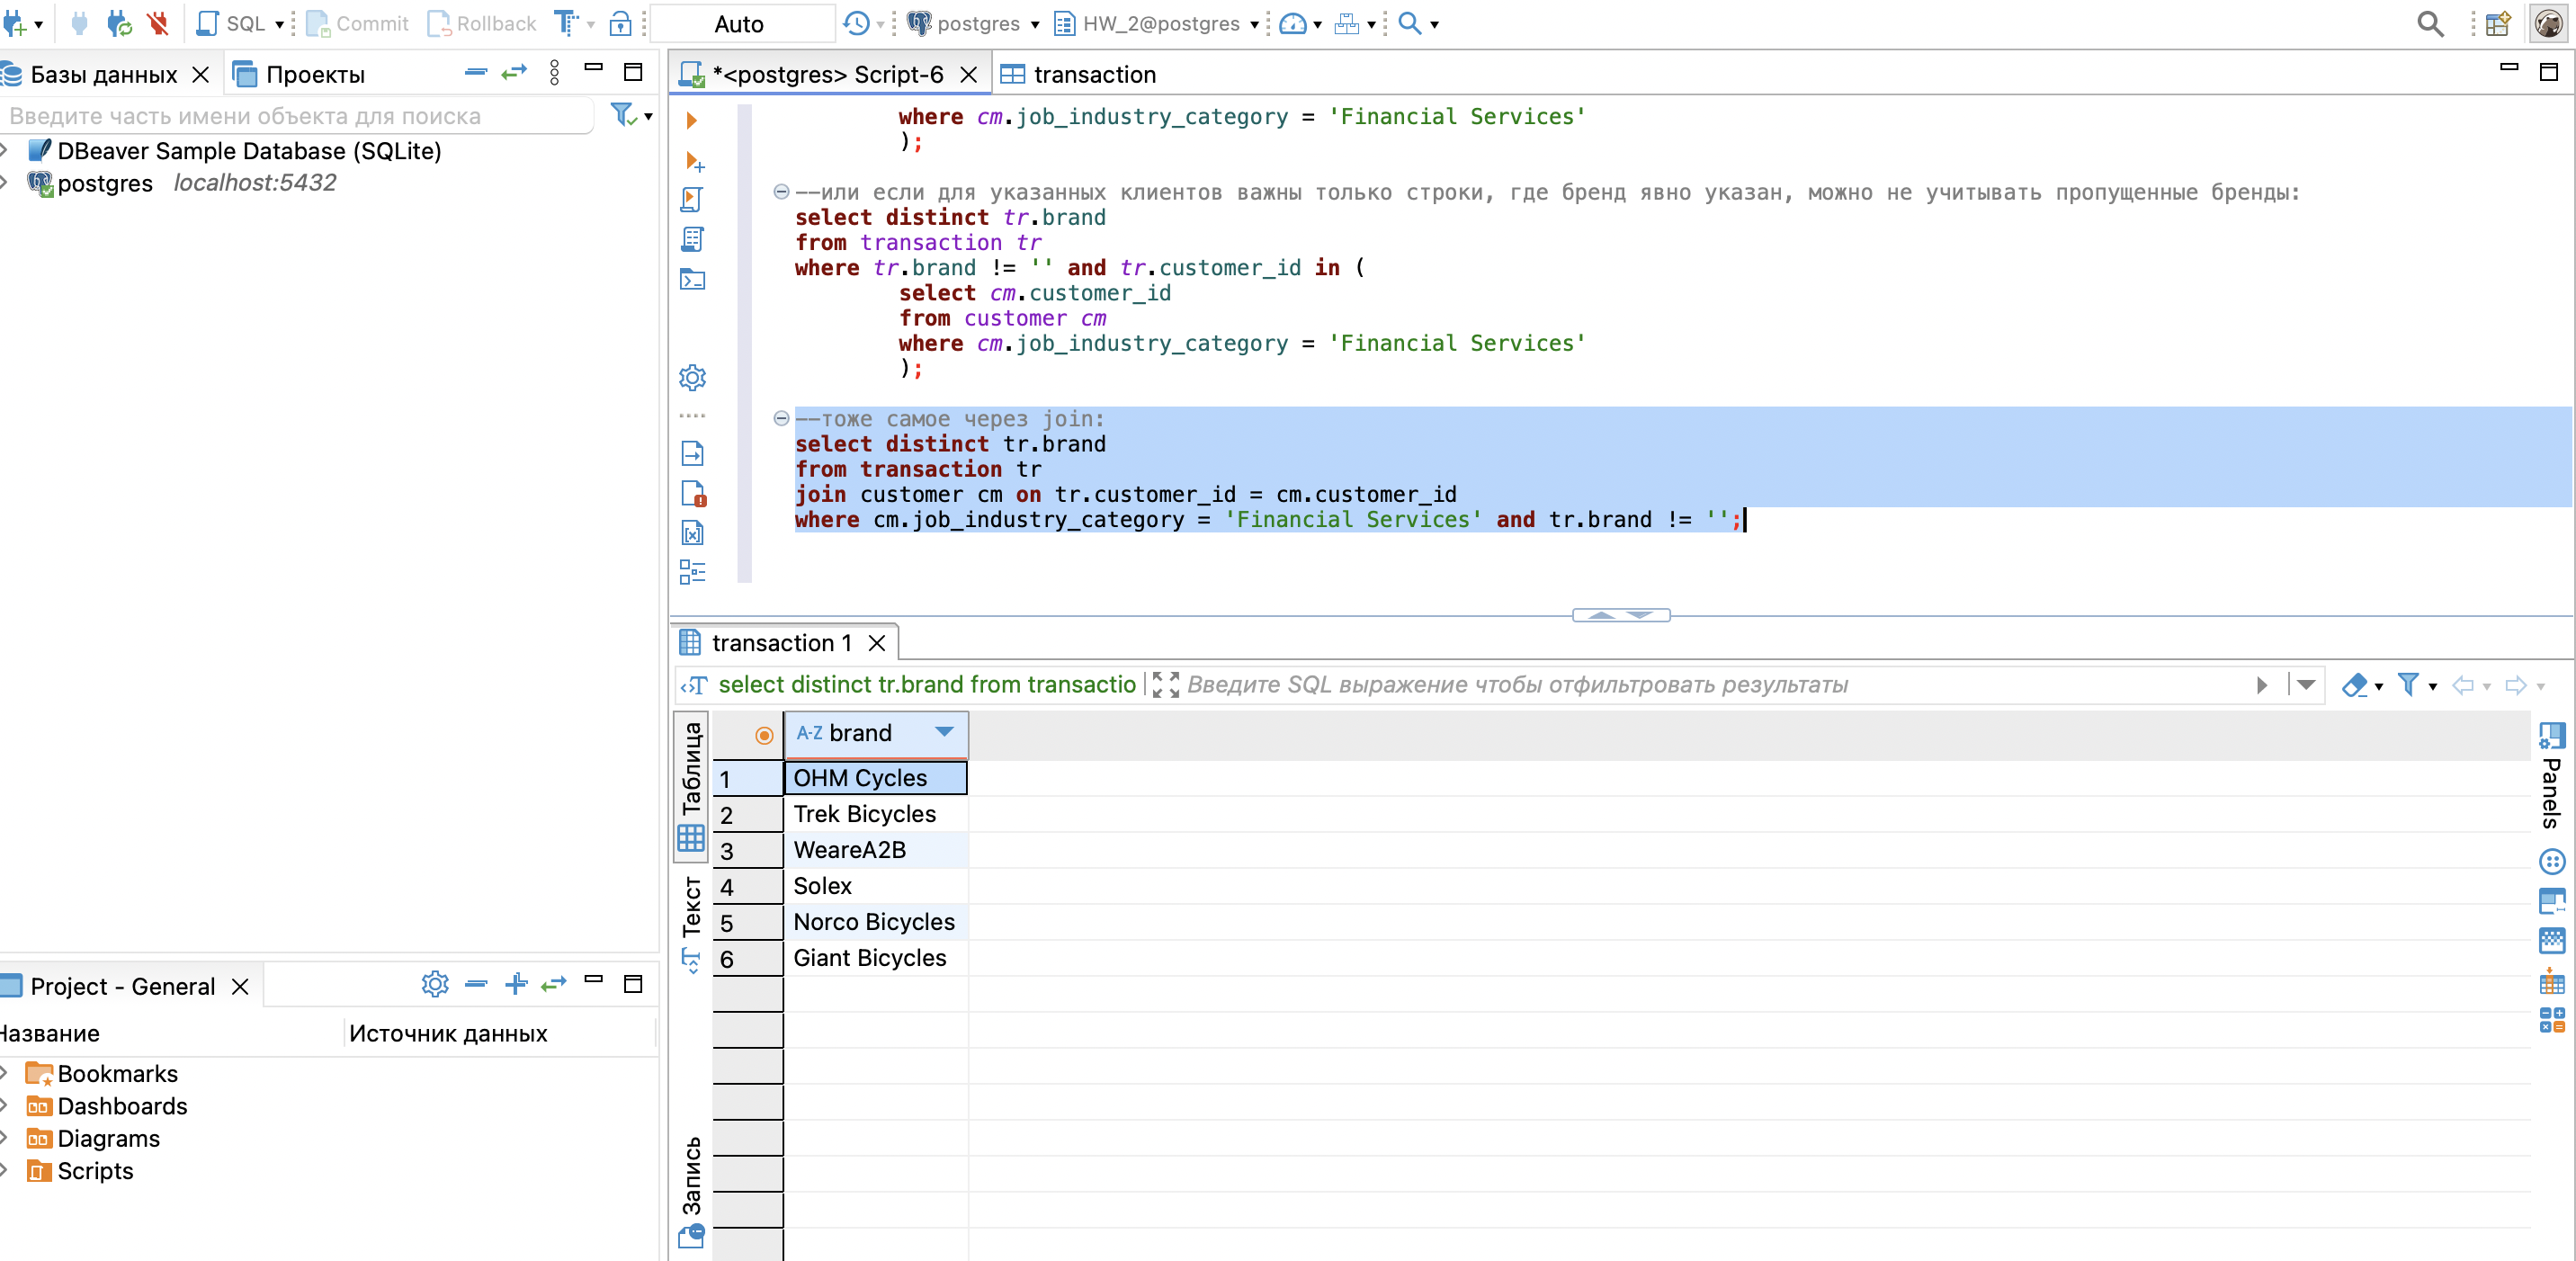 SQL
Commit
Rollback
Auto
postgres
HW_2@postgres
Базы данных
Проекты
Введите часть имени объекта для поиска
DBeaver Sample Database (SQLite)
postgres localhost:5432
*<postgres> Script-6
transaction
where cm.job_industry_category = 'Financial Services'
);
--или если для указанных клиентов важны только строки, где бренд явно указан, можно не учитывать пропущенные бренды:
select distinct tr.brand
from transaction tr
where tr.brand != '' and tr.customer_id in (
select cm.customer_id
from customer cm
where cm.job_industry_category = 'Financial Services'
);
--тоже самое через join:
select distinct tr.brand
from transaction tr
join customer cm on tr.customer_id = cm.customer_id
where cm.job_industry_category = 'Financial Services' and tr.brand != '';
transaction 1
select distinct tr.brand from transactio
Введите SQL выражение чтобы отфильтровать результаты
Таблица
Текст
Запись
A-Z brand
1 OHM Cycles
2 Trek Bicycles
3 WeareA2B
4 Solex
5 Norco Bicycles
6 Giant Bicycles
Panels
Project - General
Название
Источник данных
Bookmarks
Dashboards
Diagrams
Scripts